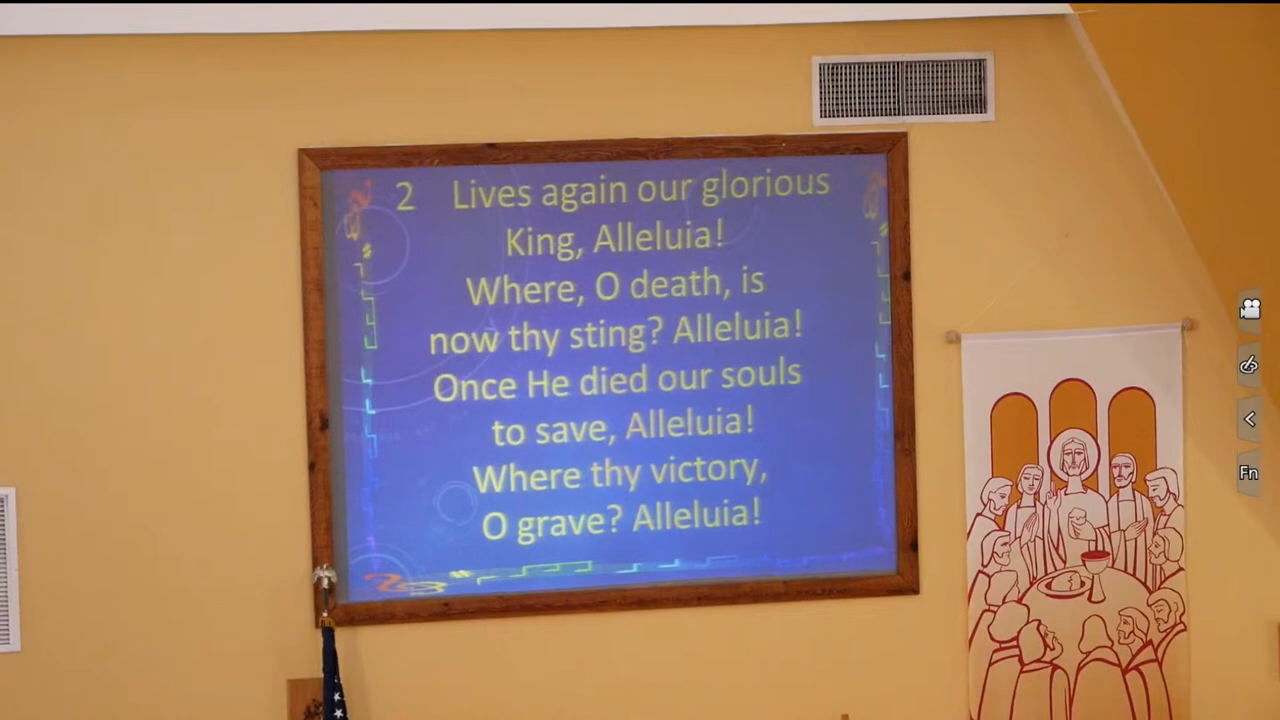 2 Lives again our glorious
King, Alleluia!
Where, O death, is
now thy sting? Alleluia!
Once He died our souls
to save, Alleluia!
Where thy victory,
O grave? Alleluia!
Fn